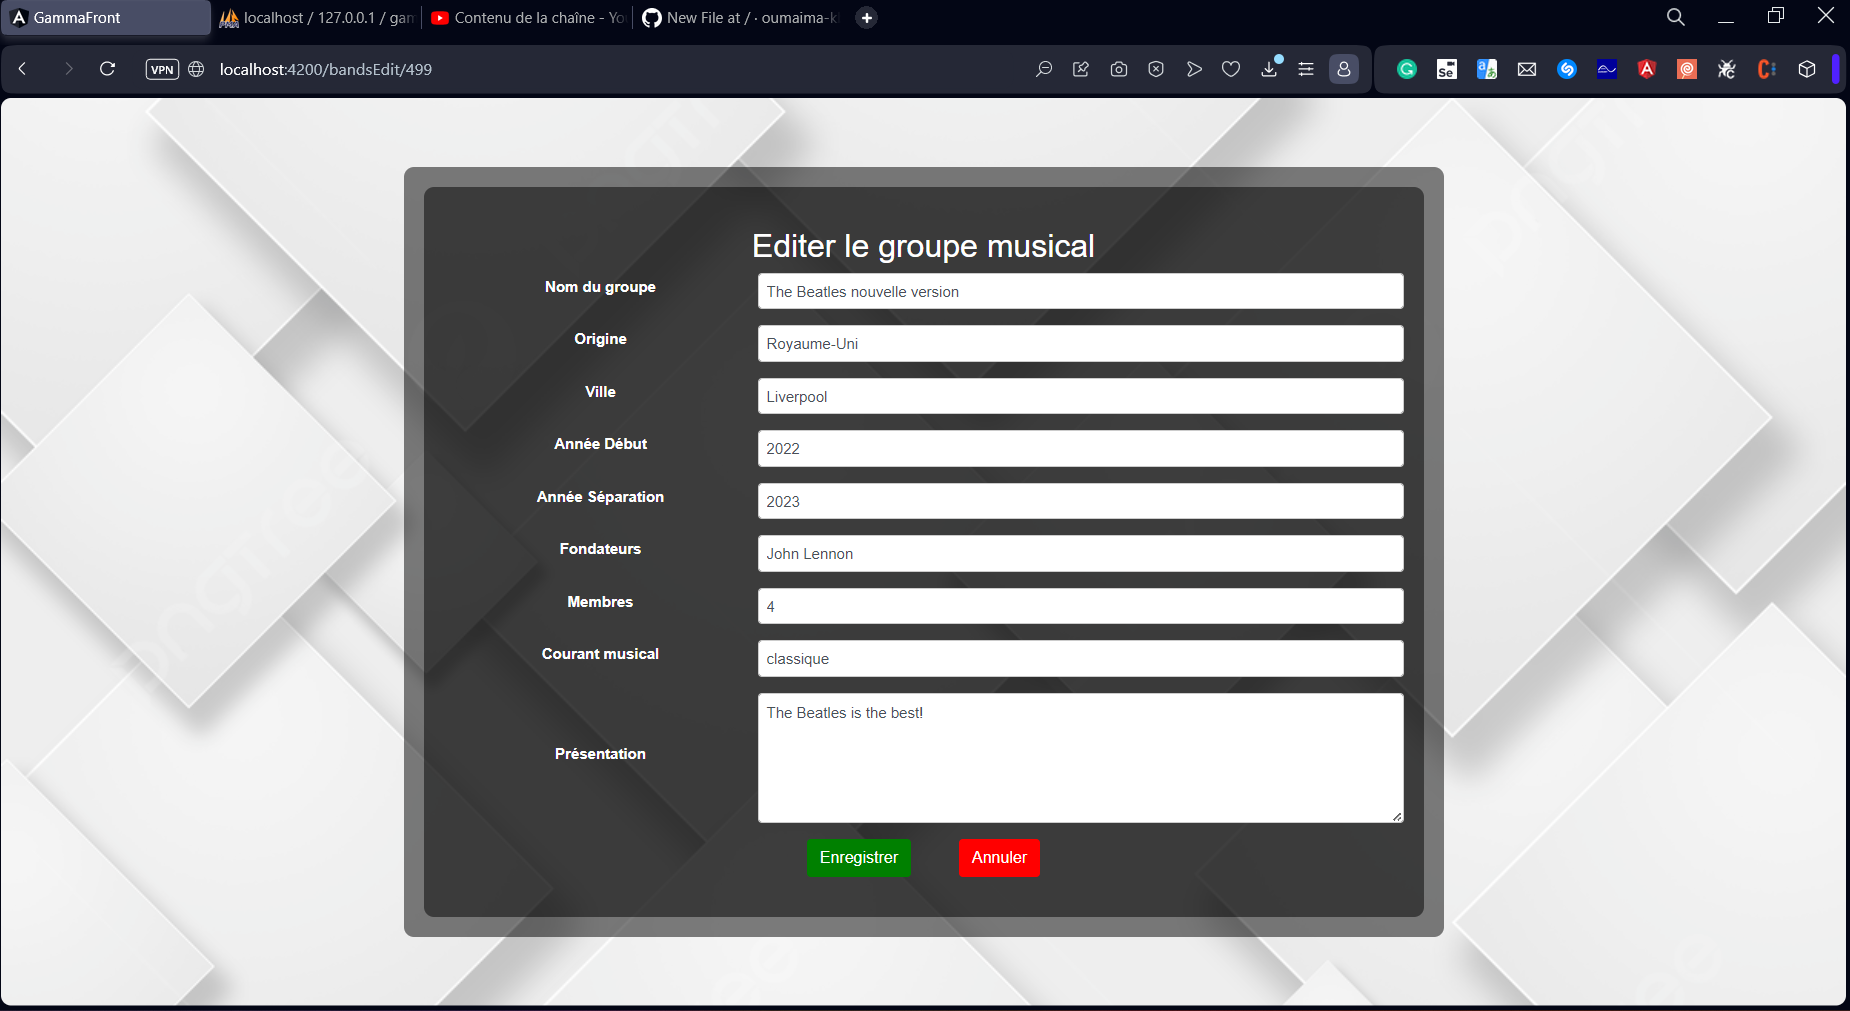 GammaFront
localhost / 127.0.0.1 / gam
Contenu de la chaîne - You
New File at / · oumaima-k
VPN
localhost:4200/bandsEdit/499
Editer le groupe musical
Nom du groupe
The Beatles nouvelle version
Origine
Royaume-Uni
Ville
Liverpool
Année Début
2022
Année Séparation
2023
Fondateurs
John Lennon
Membres
4
Courant musical
classique
Présentation
The Beatles is the best!
Enregistrer
Annuler
pngtree